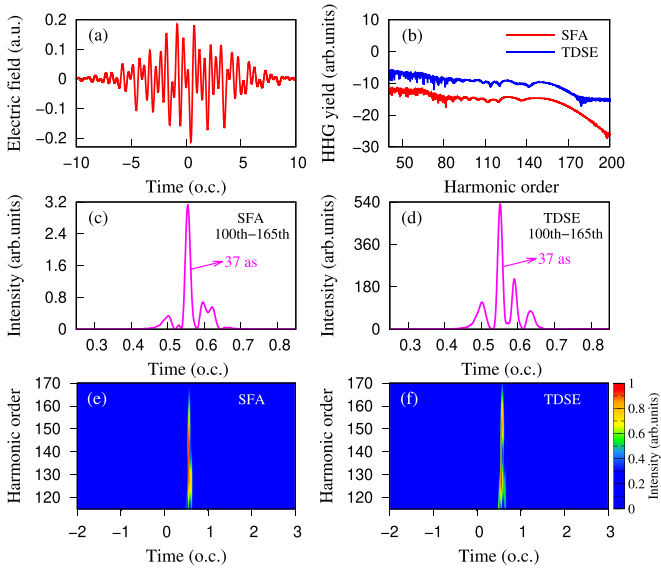 0.2
0.1
0
−0.1
−0.2
Electric field (a.u.)
(a)
−10
−5
0
5
10
Time (o.c.)
10
0
−10
−20
−30
HHG yield (arb.units)
(b)
SFA
TDSE
50
80
110
140
170
200
Harmonic order
3.2
2.4
1.6
0.8
0
Intensity (arb.units)
(c)
SFA
100th−165th
37 as
0.3
0.4
0.5
0.6
0.7
0.8
Time (o.c.)
540
360
180
0
Intensity (arb.units)
(d)
TDSE
100th−165th
37 as
0.3
0.4
0.5
0.6
0.7
0.8
Time (o.c.)
170
160
150
140
130
120
Harmonic order
(e)
SFA
−2
−1
0
1
2
3
Time (o.c.)
170
160
150
140
130
120
Harmonic order
(f)
TDSE
−2
−1
0
1
2
3
Time (o.c.)
1
0.8
0.6
0.4
0.2
0
Intensity (arb.units)